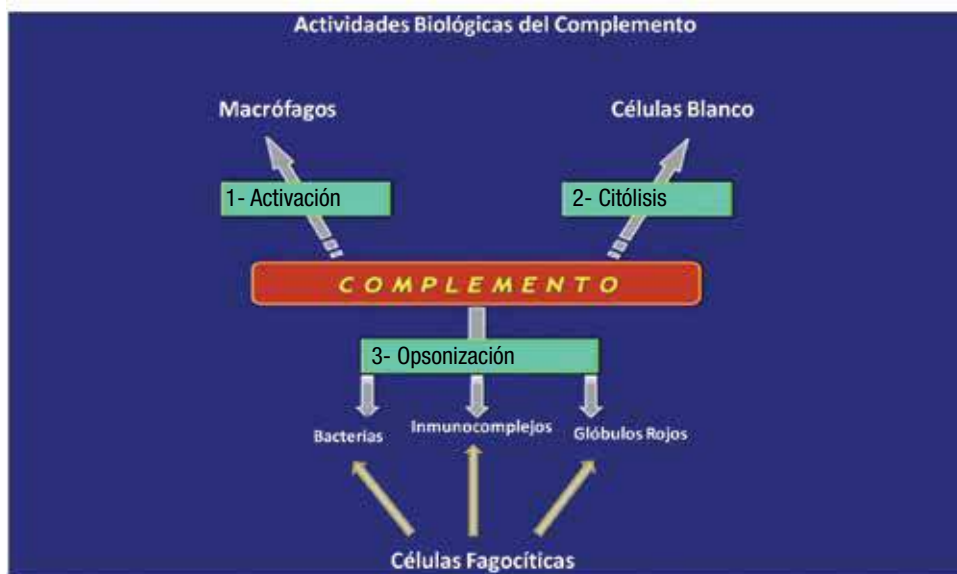 Actividades Biológicas del Complemento
Macrófagos
Células Blanco
1- Activación
2- Citólisis
COMPLEMENTO
3- Opsonización
Bacterias
Inmunocomplejos
Glóbulos Rojos
Células Fagocíticas